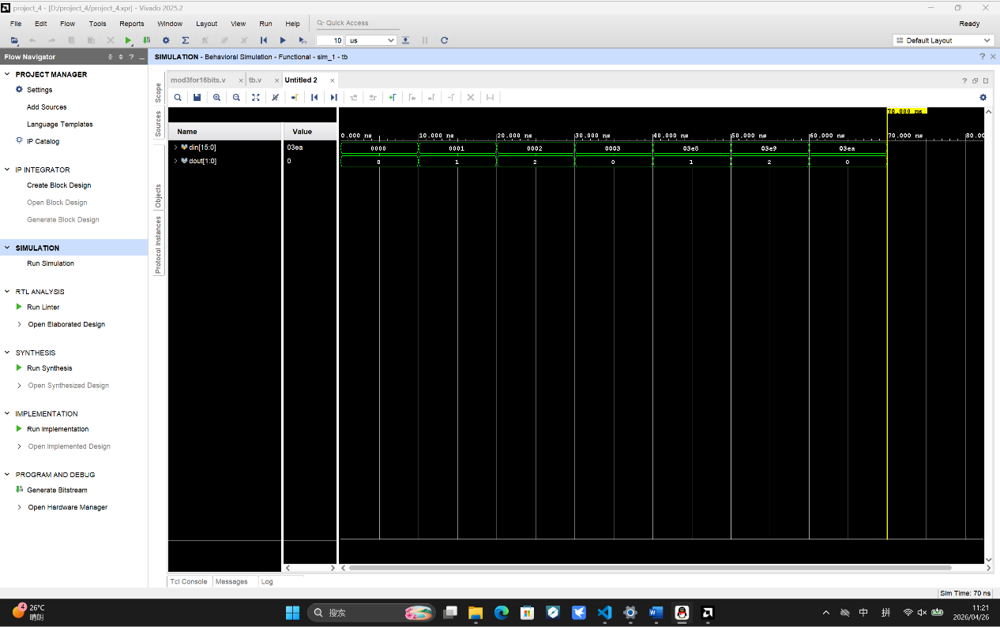 project_4 - [D:/project_4/project_4.xpr] - Vivado 2025.2
File Edit Flow Tools Reports Window Layout View Run Help Quick Access Ready
10 us Default Layout
Flow Navigator
SIMULATION - Behavioral Simulation - Functional - sim_1 - tb
PROJECT MANAGER
Settings
Add Sources
Language Templates
IP Catalog
IP INTEGRATOR
Create Block Design
Open Block Design
Generate Block Design
SIMULATION
Run Simulation
RTL ANALYSIS
Run Linter
Open Elaborated Design
SYNTHESIS
Run Synthesis
Open Synthesized Design
IMPLEMENTATION
Run Implementation
Open Implemented Design
PROGRAM AND DEBUG
Generate Bitstream
Open Hardware Manager
Scope
Sources
Objects
Protocol Instances
mod3for16bits.v tb.v Untitled 2
70.000 ns
Name Value
0.000 ns 10.000 ns 20.000 ns 30.000 ns 40.000 ns 50.000 ns 60.000 ns 70.000 ns 80.00
din[15:0] 03ea 0000 0001 0002 0003 03e8 03e9 03ea
dout[1:0] 0 0 1 2 0 1 2 0
Tcl Console Messages Log
Sim Time: 70 ns
4
26°C
晴朗
搜索
中 拼
11:21
2026/04/26